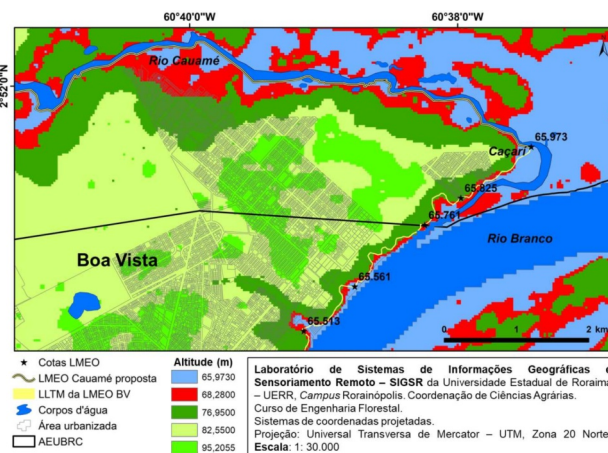 60°40'0"W
60°38'0"W
2°52'0"N
Rio Cauamé
65.973
Caçari
65.825
65.761
Rio Branco
Boa Vista
65.561
65.513
0 1 2 km
Cotas LMEO
LMEO Cauamé proposta
LLTM da LMEO BV
Corpos d'água
Área urbanizada
AEUBRC
Altitude (m)
65,9730
68,2800
76,9500
82,5500
95,2055
Laboratório de Sistemas de Informações Geográficas e
Sensoriamento Remoto – SIGSR da Universidade Estadual de Roraima
– UERR, Campus Rorainópolis. Coordenação de Ciências Agrárias.
Curso de Engenharia Florestal.
Sistemas de coordenadas projetadas.
Projeção: Universal Transversa de Mercator – UTM, Zona 20 Norte
Escala: 1: 30.000